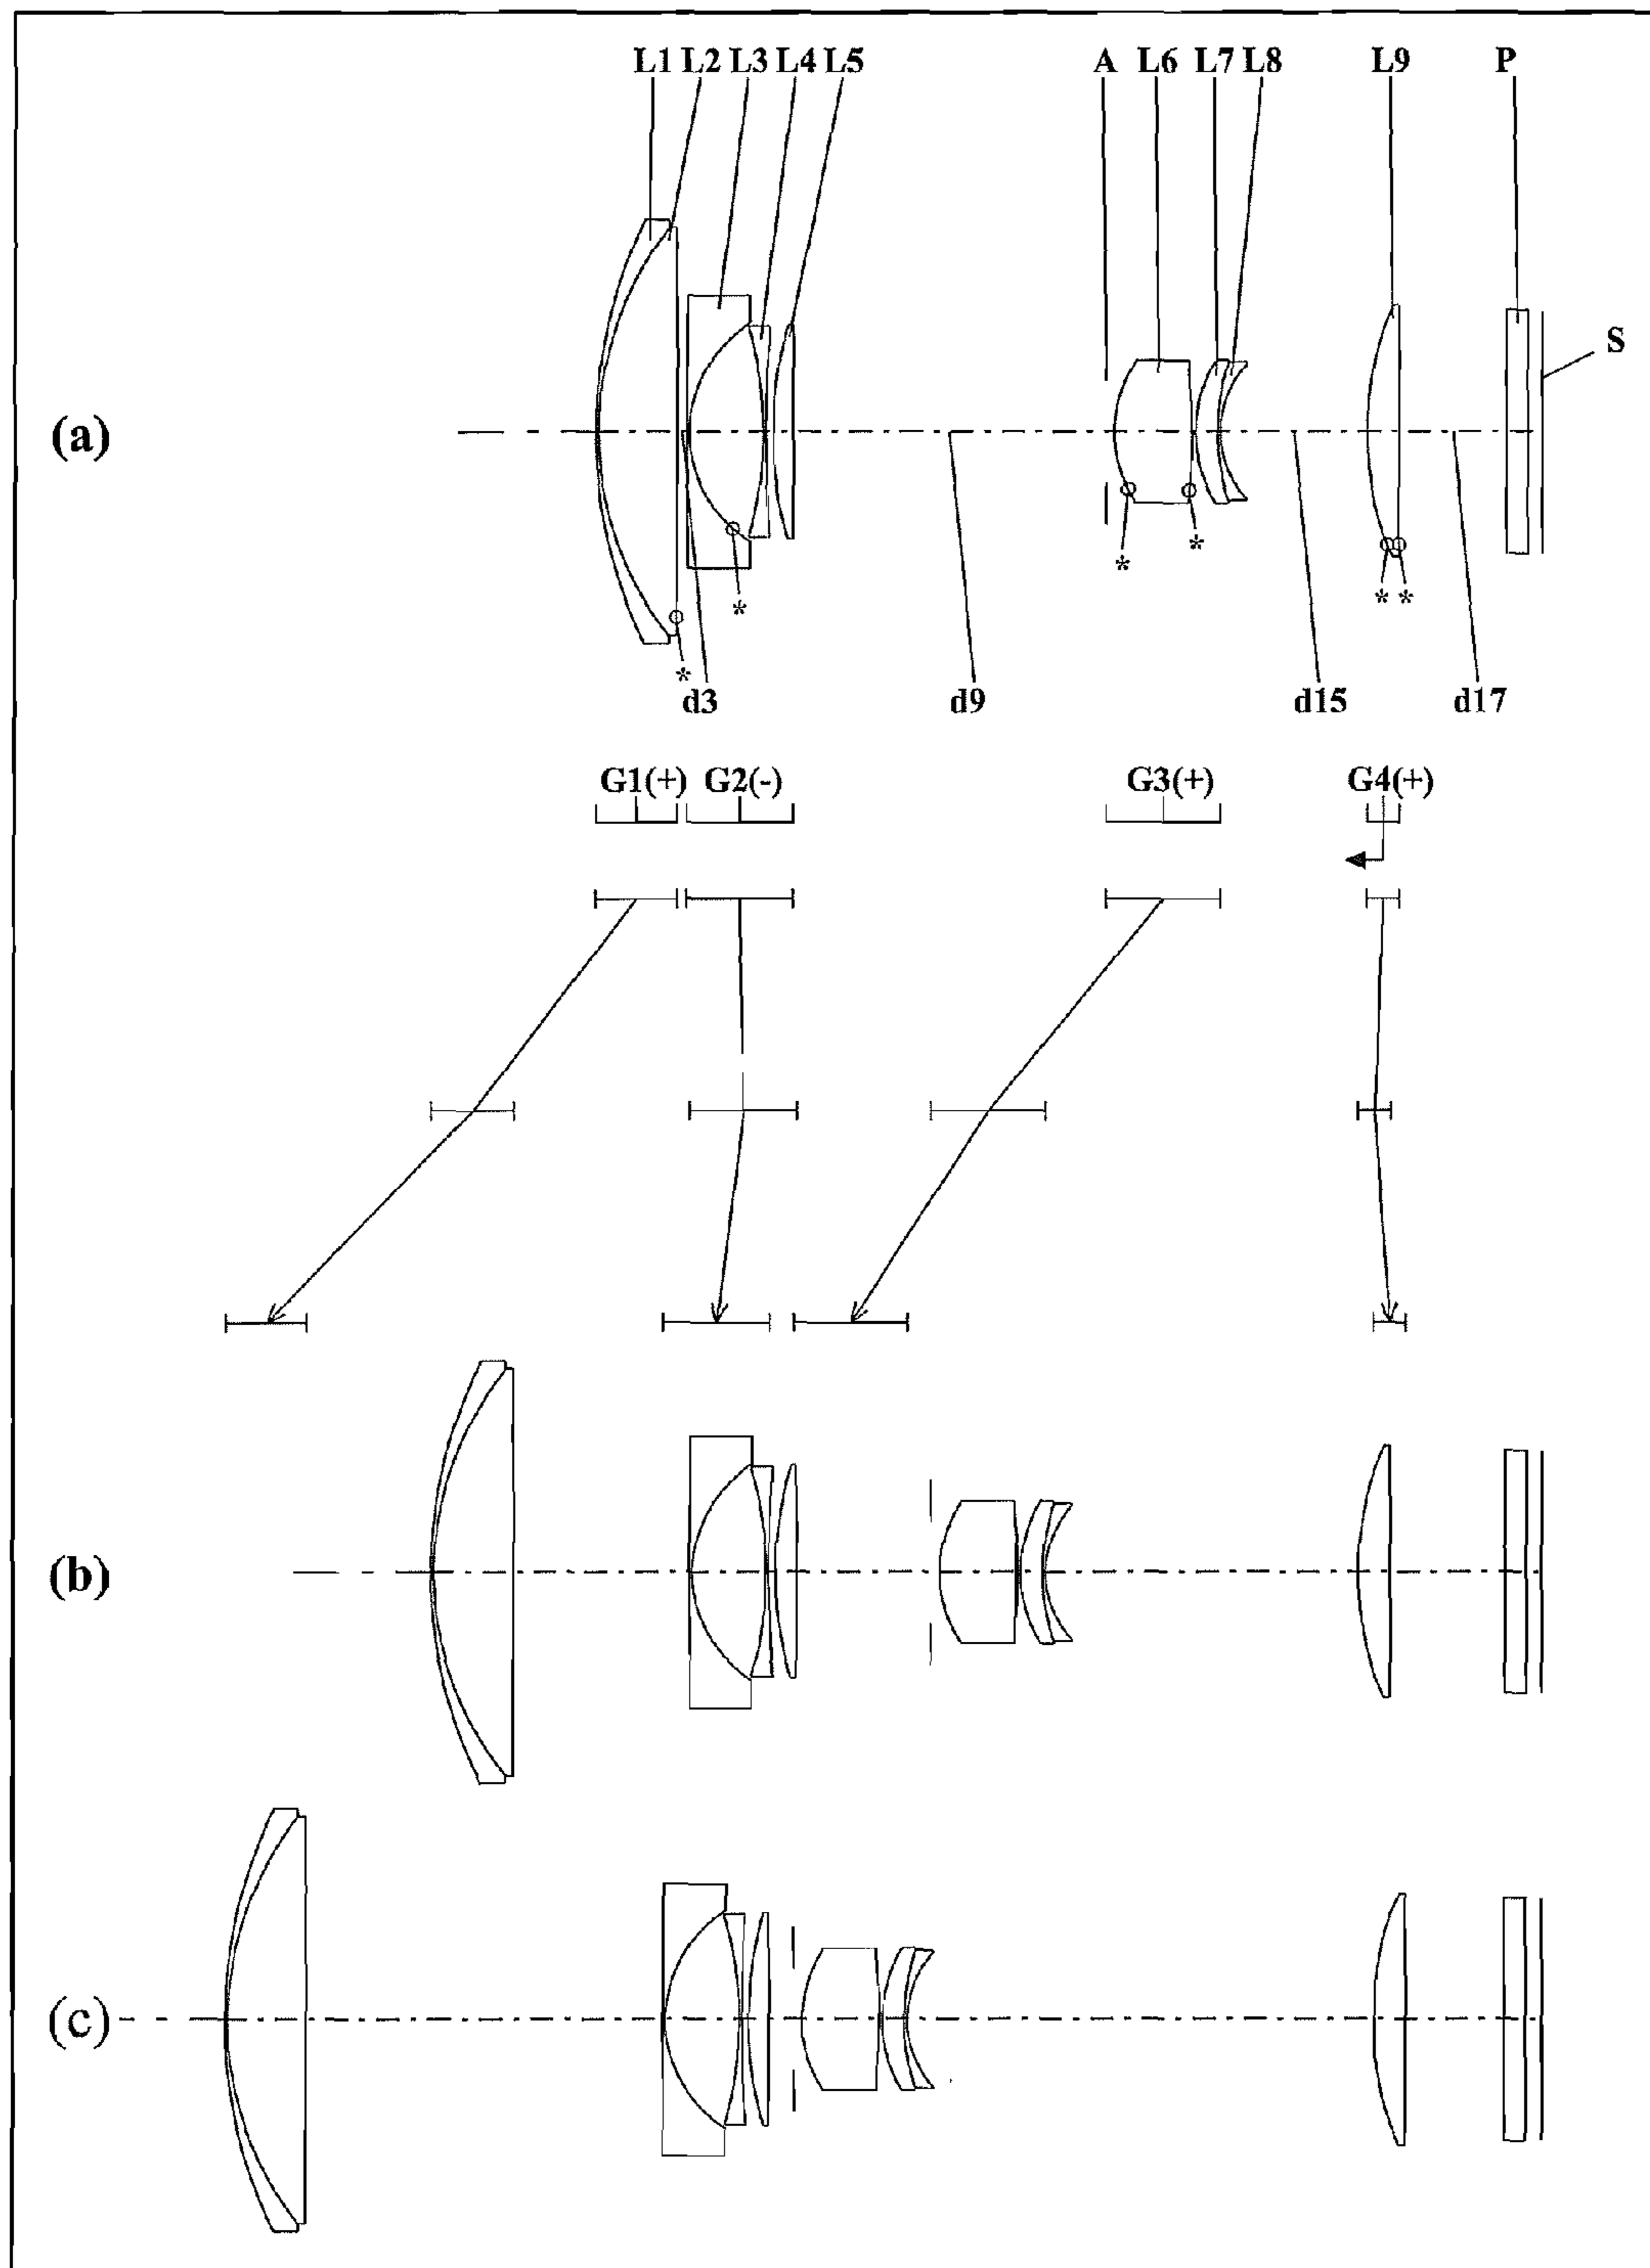 L1 L2 L3 L4 L5 A L6 L7 L8 L9 P
S
(a)
* * * * * *
d3 d9 d15 d17
G1(+) G2(-) G3(+) G4(+)
(b)
(c)